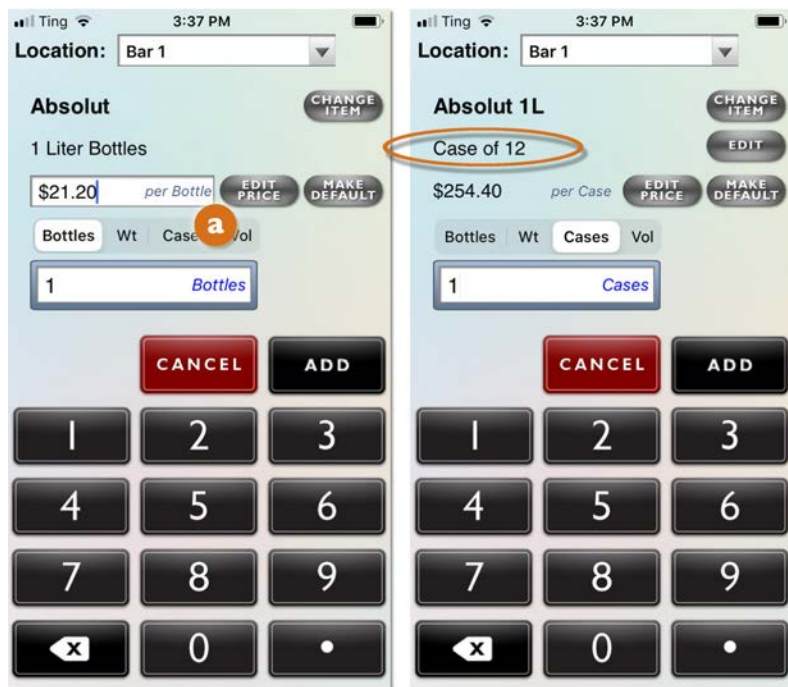 Ting 3:37 PM
Location: Bar 1
Absolut CHANGE ITEM
1 Liter Bottles
$21.20 per Bottle EDIT PRICE MAKE DEFAULT
a
Bottles Wt Vol
1 Bottles
CANCEL ADD
1 2 3
4 5 6
7 8 9
X 0 •
Ting 3:37 PM
Location: Bar 1
Absolut 1L CHANGE ITEM
Case of 12 EDIT
$254.40 per Case EDIT PRICE MAKE DEFAULT
Bottles Wt Cases Vol
1 Cases
CANCEL ADD
1 2 3
4 5 6
7 8 9
X 0 •